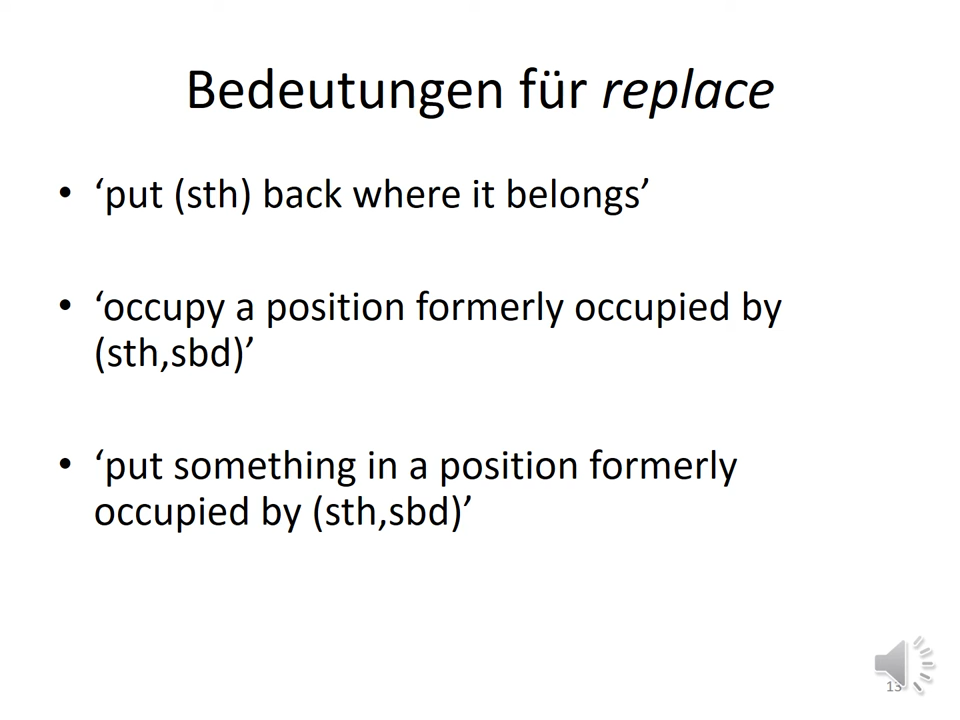 Bedeutungen für replace
• ‘put (sth) back where it belongs’
• ‘occupy a position formerly occupied by
(sth,sbd)’
• ‘put something in a position formerly
occupied by (sth,sbd)’
13